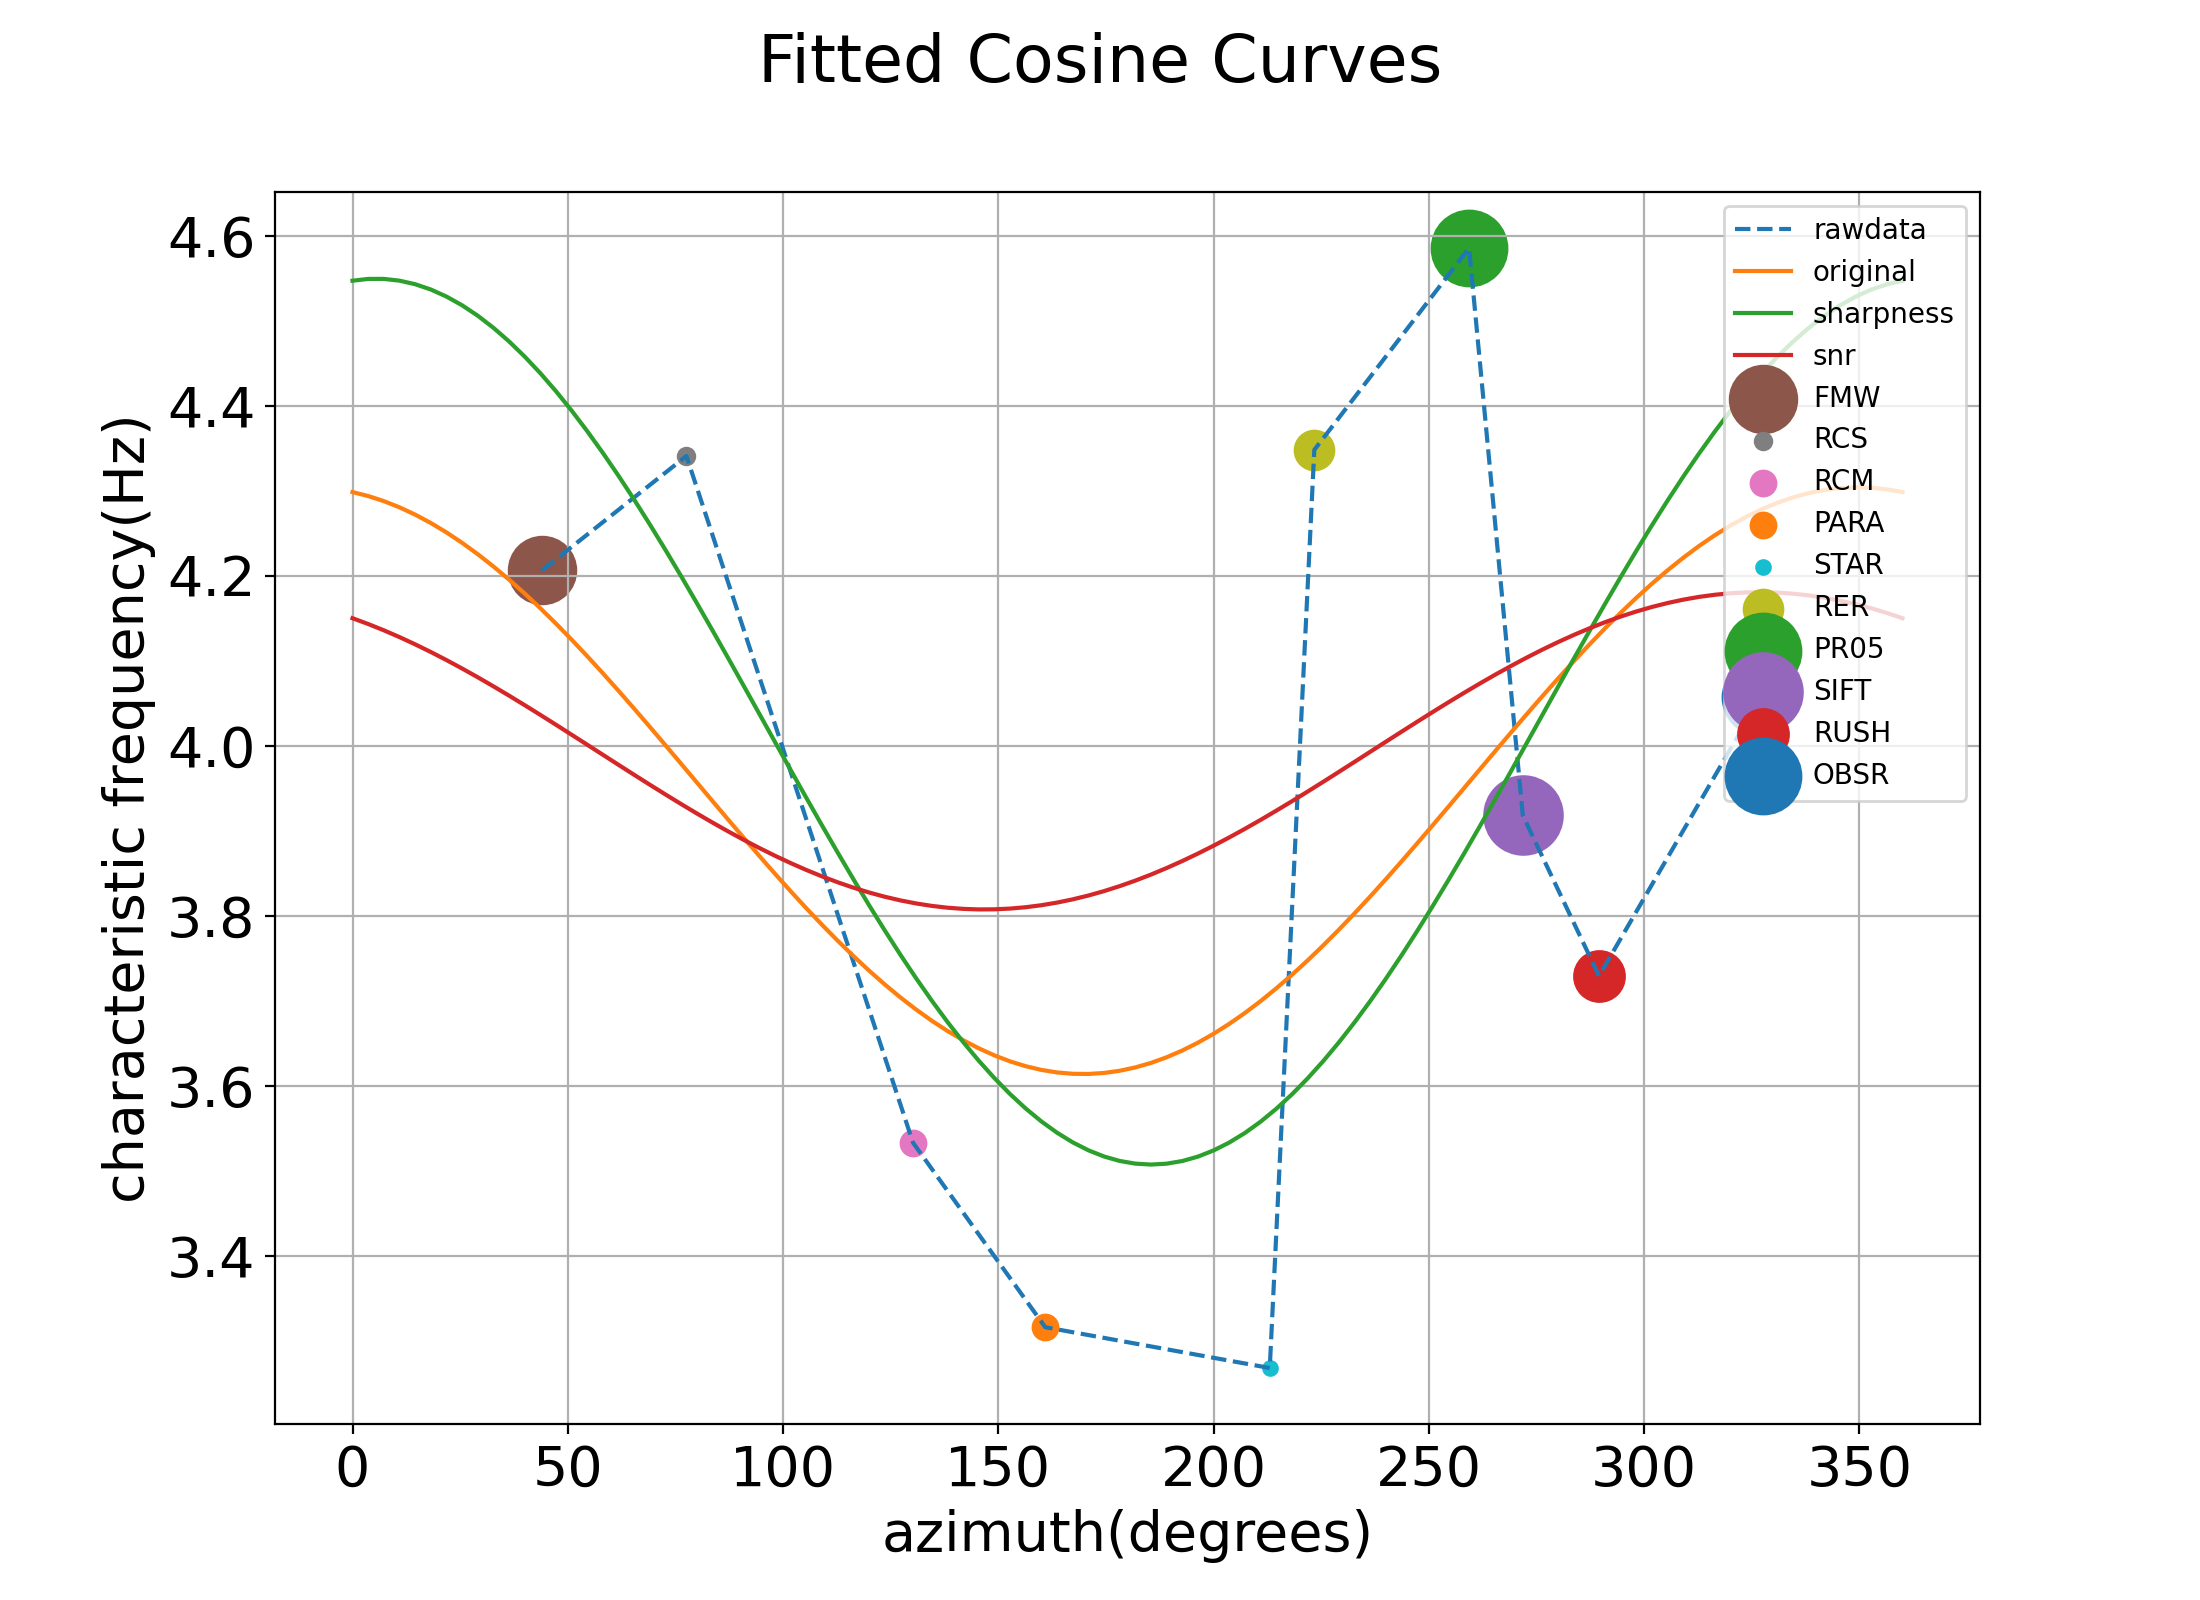 Fitted Cosine Curves
characteristic frequency(Hz)
4.6
4.4
4.2
4.0
3.8
3.6
3.4
rawdata
original
sharpness
snr
FMW
RCS
RCM
PARA
STAR
RER
PR05
SIFT
RUSH
OBSR
0 50 100 150 200 250 300 350
azimuth(degrees)